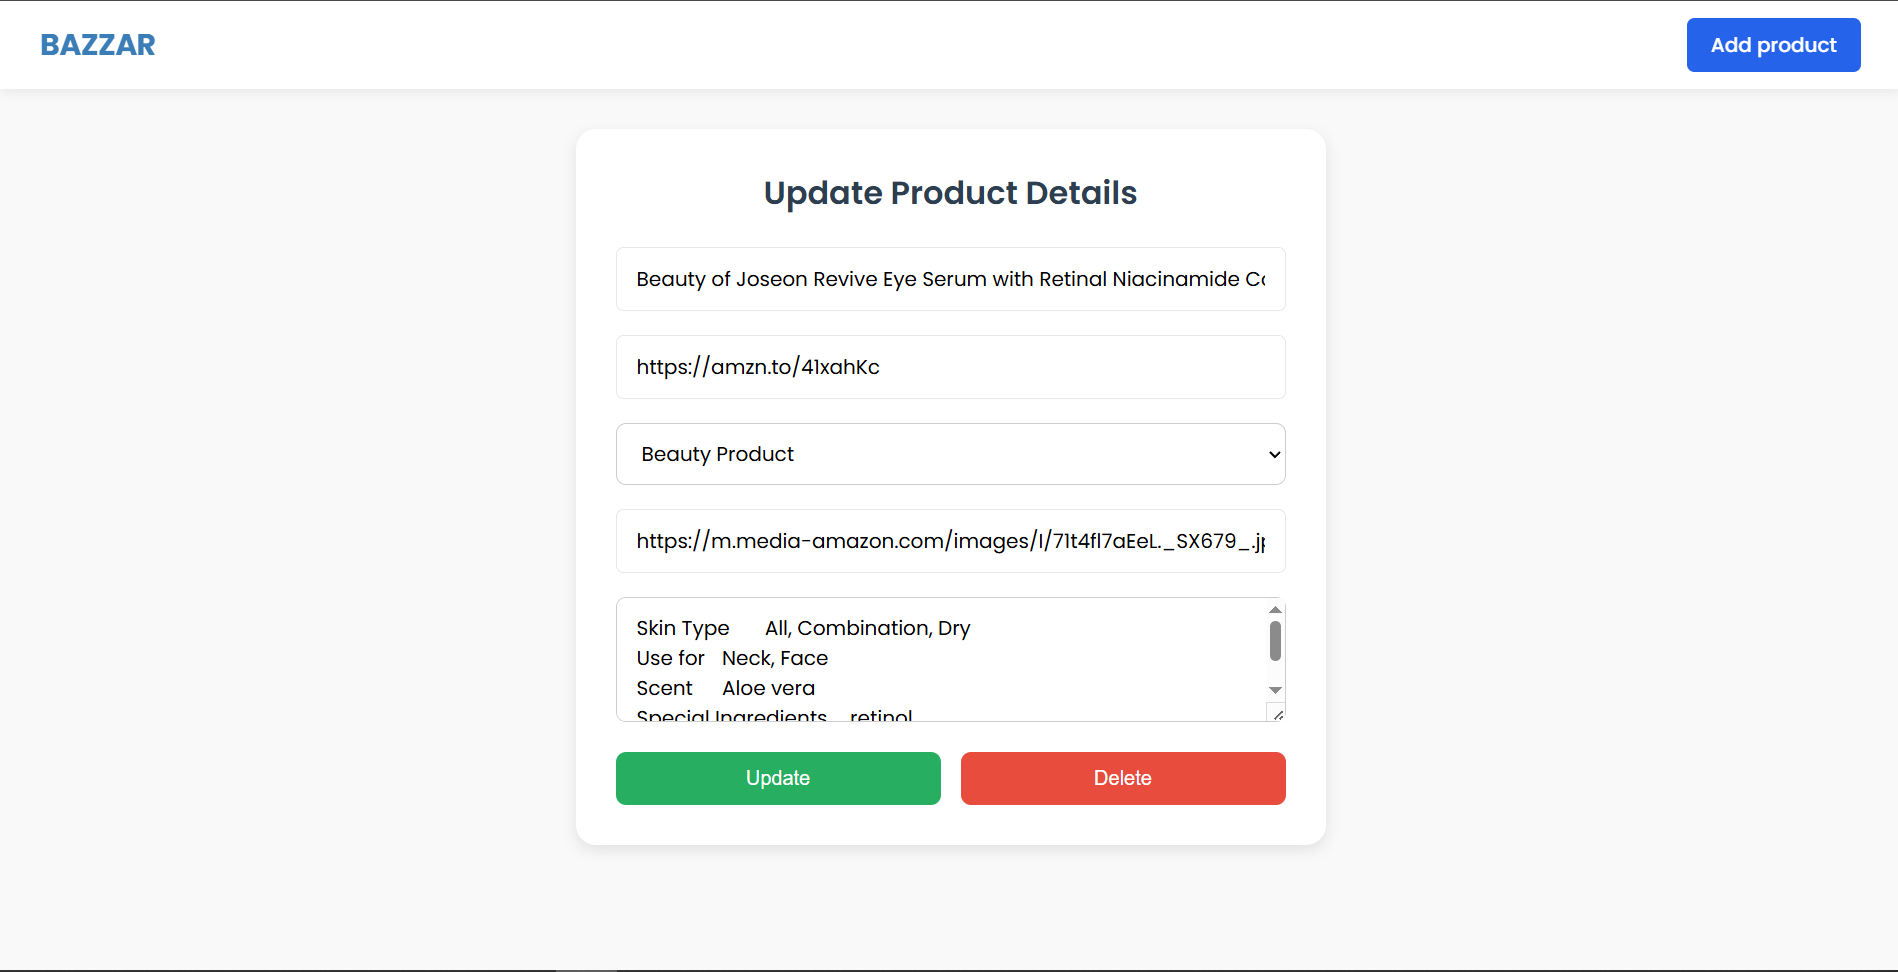 BAZZAR
Add product
Update Product Details
Beauty of Joseon Revive Eye Serum with Retinal Niacinamide
https://amzn.to/41xahKc
Beauty Product
https://m.media-amazon.com/images/I/71t4fl7aEeL._SX679_.j
Skin Type All, Combination, Dry
Use for Neck, Face
Scent Aloe vera
Special Ingredients retinol
Update
Delete